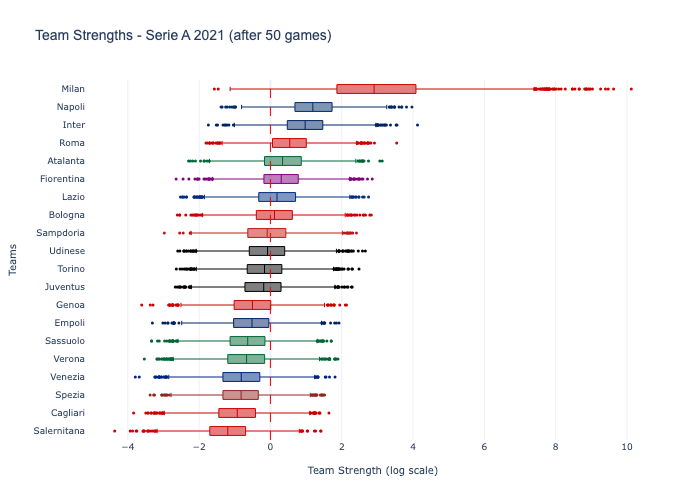 Team Strengths - Serie A 2021 (after 50 games)
Milan
Napoli
Inter
Roma
Atalanta
Fiorentina
Lazio
Bologna
Sampdoria
Udinese
Torino
Juventus
Genoa
Empoli
Sassuolo
Verona
Venezia
Spezia
Cagliari
Salernitana
Teams
−4 −2 0 2 4 6 8 10
Team Strength (log scale)